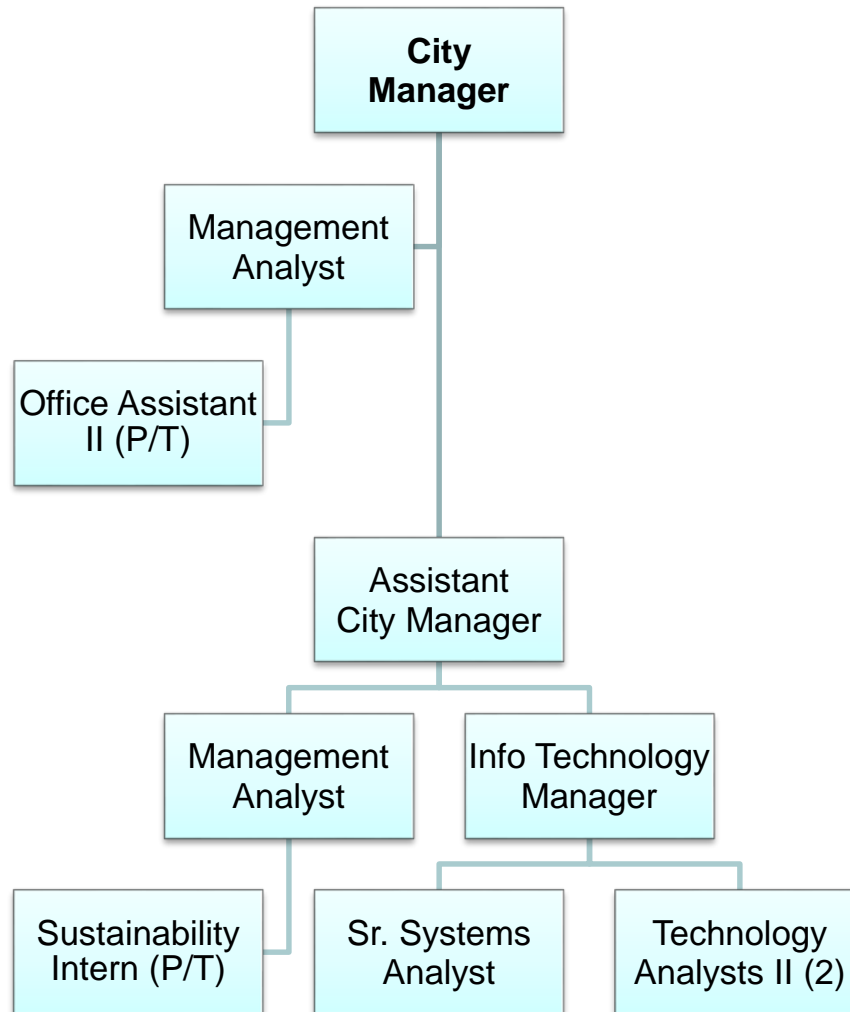 City
Manager
Management
Analyst
Office Assistant
II (P/T)
Assistant
City Manager
Management
Analyst
Info Technology
Manager
Sustainability
Intern (P/T)
Sr. Systems
Analyst
Technology
Analysts II (2)